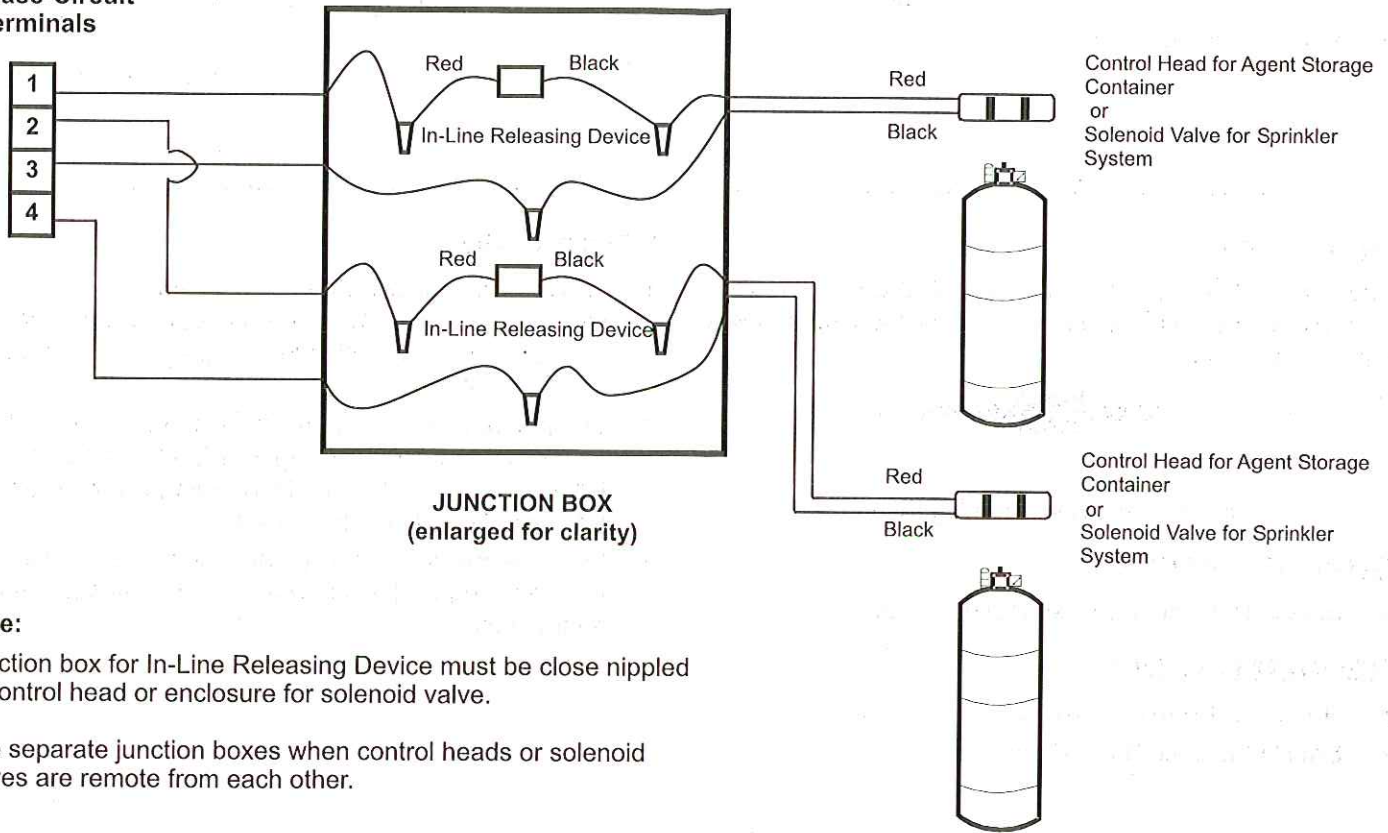 Circuit
1
2
3
4
Red
Black
In-Line Releasing Device
Red
Black
In-Line Releasing Device
JUNCTION BOX
(enlarged for clarity)
Red
Black
Control Head for Agent Storage
Container
or
Solenoid Valve for Sprinkler
System
Red
Black
Control Head for Agent Storage
Container
or
Solenoid Valve for Sprinkler
System
box for In-Line Releasing Device must be close nippled
head or enclosure for solenoid valve.
separate junction boxes when control heads or solenoid
are remote from each other.